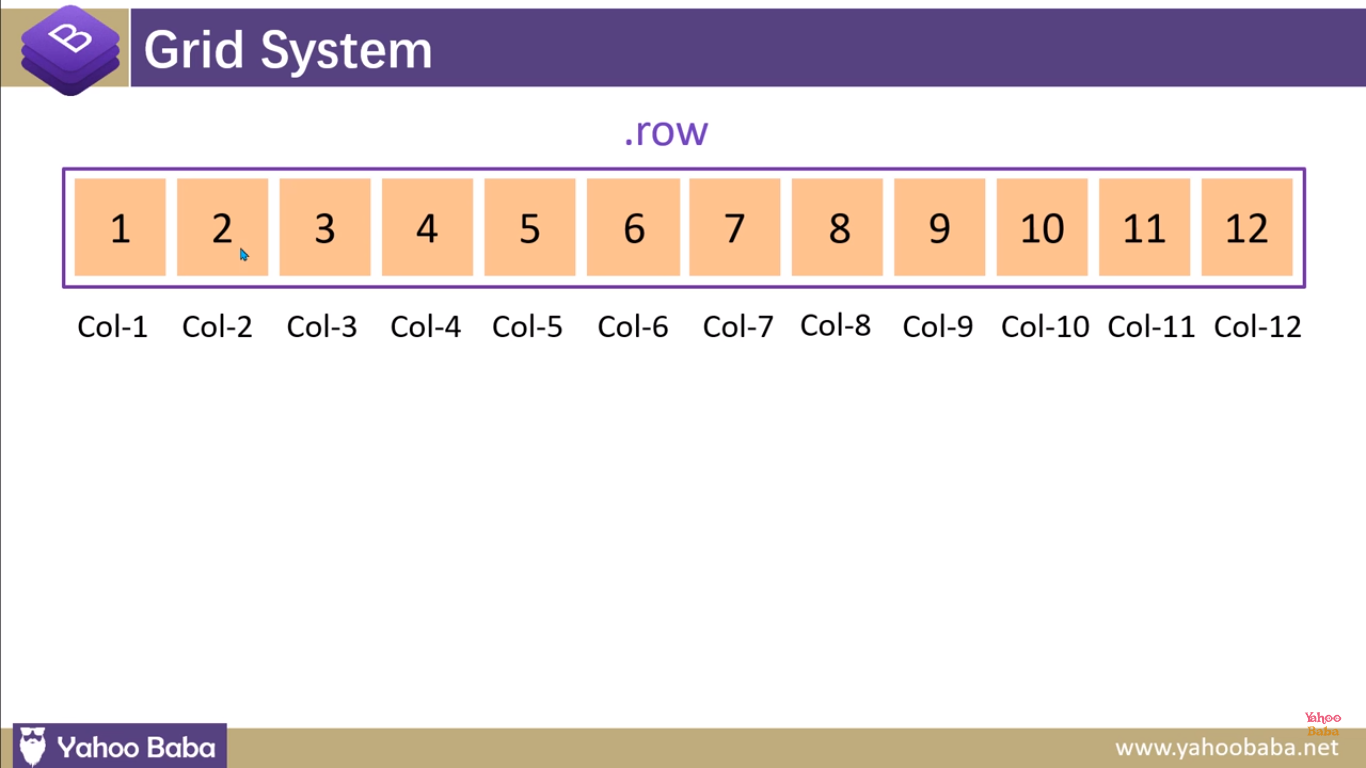 B
Grid System
.row
1 2 3 4 5 6 7 8 9 10 11 12
Col-1 Col-2 Col-3 Col-4 Col-5 Col-6 Col-7 Col-8 Col-9 Col-10 Col-11 Col-12
Yahoo
Baba
Yahoo Baba
www.yahoobaba.net